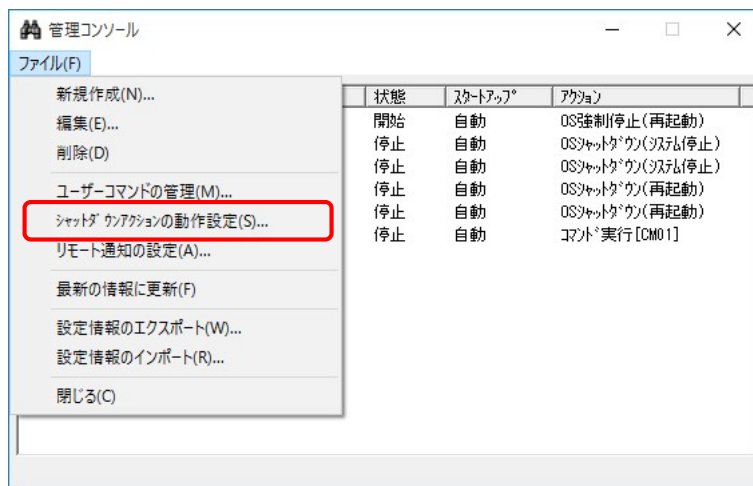 管理コンソール
ファイル(F)
新規作成(N)...
編集(E)...
削除(D)
ユーザーコマンドの管理(M)...
ｼｬｯﾄﾀﾞｳﾝｱｸｼｮﾝの動作設定(S)...
リモート通知の設定(A)...
最新の情報に更新(F)
設定情報のエクスポート(W)...
設定情報のインポート(R)...
閉じる(C)
状態 ｽﾀｰﾄｱｯﾌﾟ ｱｸｼｮﾝ
開始 自動 OS強制停止(再起動)
停止 自動 OSｼｬｯﾄﾀﾞｳﾝ(ｼｽﾃﾑ停止)
停止 自動 OSｼｬｯﾄﾀﾞｳﾝ(ｼｽﾃﾑ停止)
停止 自動 OSｼｬｯﾄﾀﾞｳﾝ(再起動)
停止 自動 OSｼｬｯﾄﾀﾞｳﾝ(再起動)
停止 自動 ｺﾏﾝﾄﾞ実行[CM01]